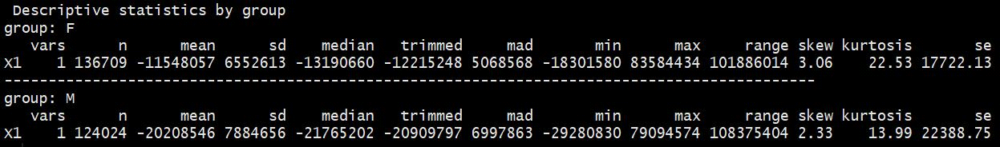 Descriptive statistics by group
group: F
   vars      n      mean      sd    median   trimmed     mad       min      max     range skew kurtosis       se
X1    1 136709 -11548057 6552613 -13190660 -12215248 5068568 -18301580 83584434 101886014 3.06    22.53 17722.13
--------------------------------------------------------------------------------------------
group: M
   vars      n      mean      sd    median   trimmed     mad       min      max     range skew kurtosis       se
X1    1 124024 -20208546 7884656 -21765202 -20909797 6997863 -29280830 79094574 108375404 2.33    13.99 22388.75